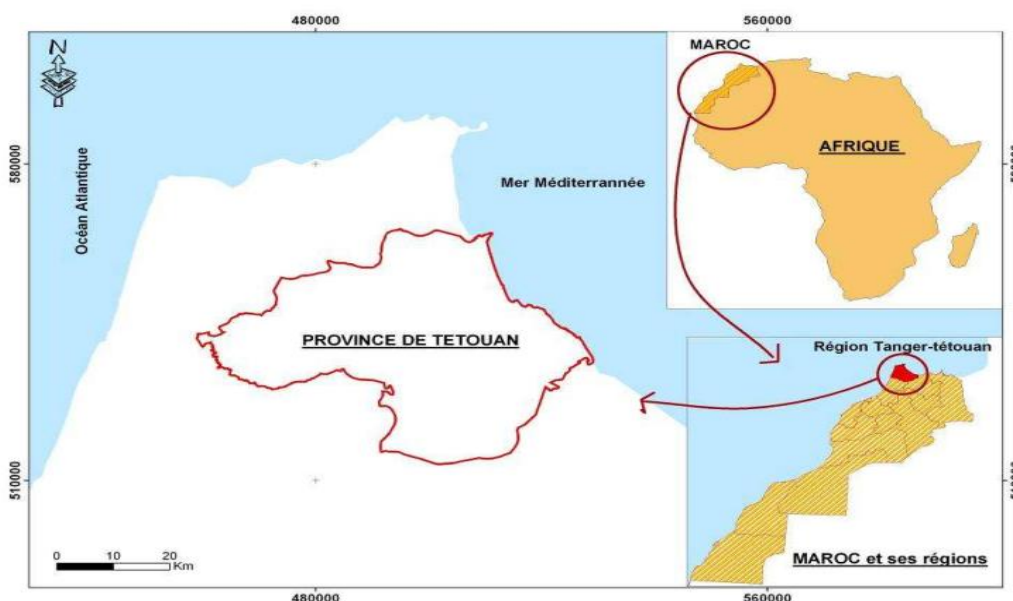 480000
560000
N
MAROC
AFRIQUE
580000
Océan Atlantique
Mer Méditerrannée
PROVINCE DE TETOUAN
Région Tanger-tétouan
510000
0 10 20
Km
MAROC et ses régions
480000
560000